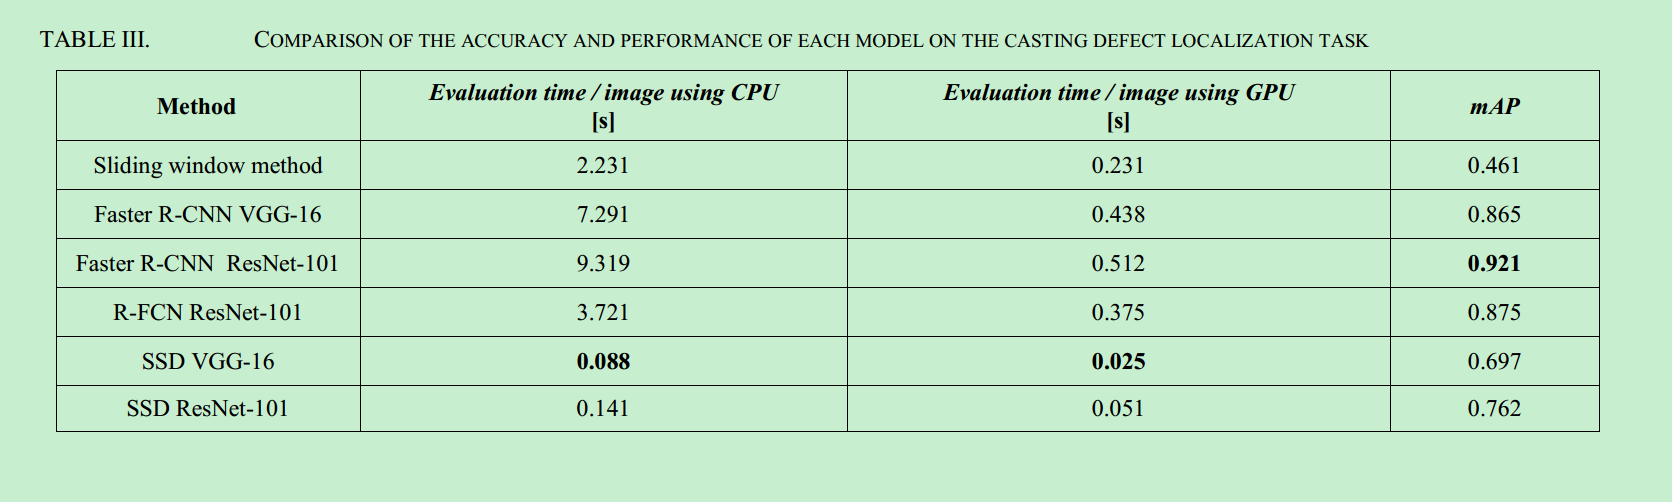 TABLE III. COMPARISON OF THE ACCURACY AND PERFORMANCE OF EACH MODEL ON THE CASTING DEFECT LOCALIZATION TASK
Method Evaluation time / image using CPU [s] Evaluation time / image using GPU [s] mAP
Sliding window method 2.231 0.231 0.461
Faster R-CNN VGG-16 7.291 0.438 0.865
Faster R-CNN ResNet-101 9.319 0.512 0.921
R-FCN ResNet-101 3.721 0.375 0.875
SSD VGG-16 0.088 0.025 0.697
SSD ResNet-101 0.141 0.051 0.762